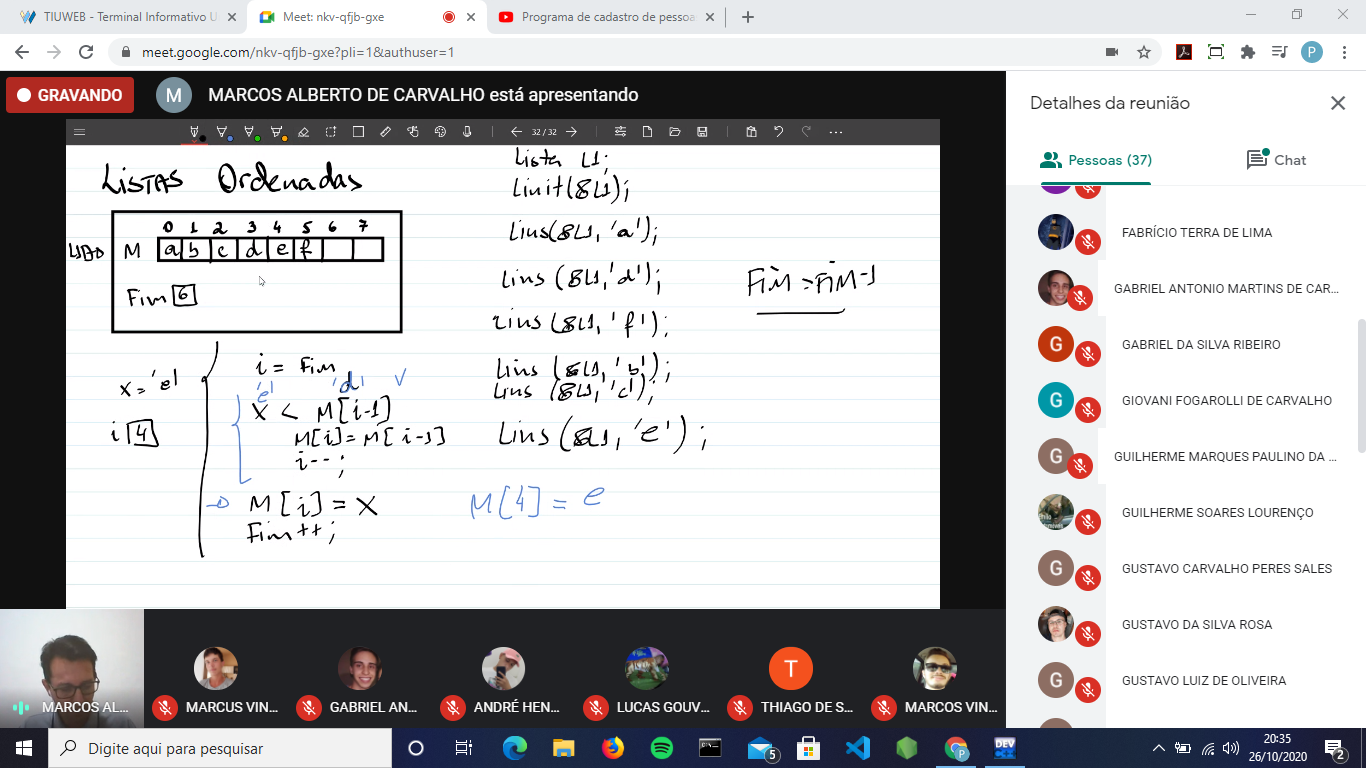 TIUWEB - Terminal Informativo U
Meet: nkv-qfjb-gxe
Programa de cadastro de pessoa
meet.google.com/nkv-qfjb-gxe?pli=1&authuser=1
P
GRAVANDO
M
MARCOS ALBERTO DE CARVALHO está apresentando
32/32
LISTAS Ordenadas
0 1 2 3 4 5 6 7
M a b c d e f
Fim 6
x = 'e'
i 4
i = Fim
'e' 'd' V
X < M[i-1]
M[i]=M[i-1]
i--;
M[i] = X
Fim++;
Lista L1;
Linit(&L1);
Lins(&L1,'a');
Lins(&L1,'d');
Lins(&L1,'f');
Lins(&L1,'b');
Lins(&L1,'c');
Lins(&L1,'e');
M[4] = e
FiM = FiM-1
Detalhes da reunião
Pessoas (37)
Chat
FABRÍCIO TERRA DE LIMA
GABRIEL ANTONIO MARTINS DE CAR...
G
GABRIEL DA SILVA RIBEIRO
G
GIOVANI FOGAROLLI DE CARVALHO
G
GUILHERME MARQUES PAULINO DA ...
GUILHERME SOARES LOURENÇO
G
GUSTAVO CARVALHO PERES SALES
GUSTAVO DA SILVA ROSA
G
GUSTAVO LUIZ DE OLIVEIRA
MARCOS AL...
MARCUS VIN...
GABRIEL AN...
ANDRÉ HEN...
LUCAS GOUV...
T
THIAGO DE S...
MARCOS VIN...
Digite aqui para pesquisar
5
DEV
20:35
26/10/2020
2